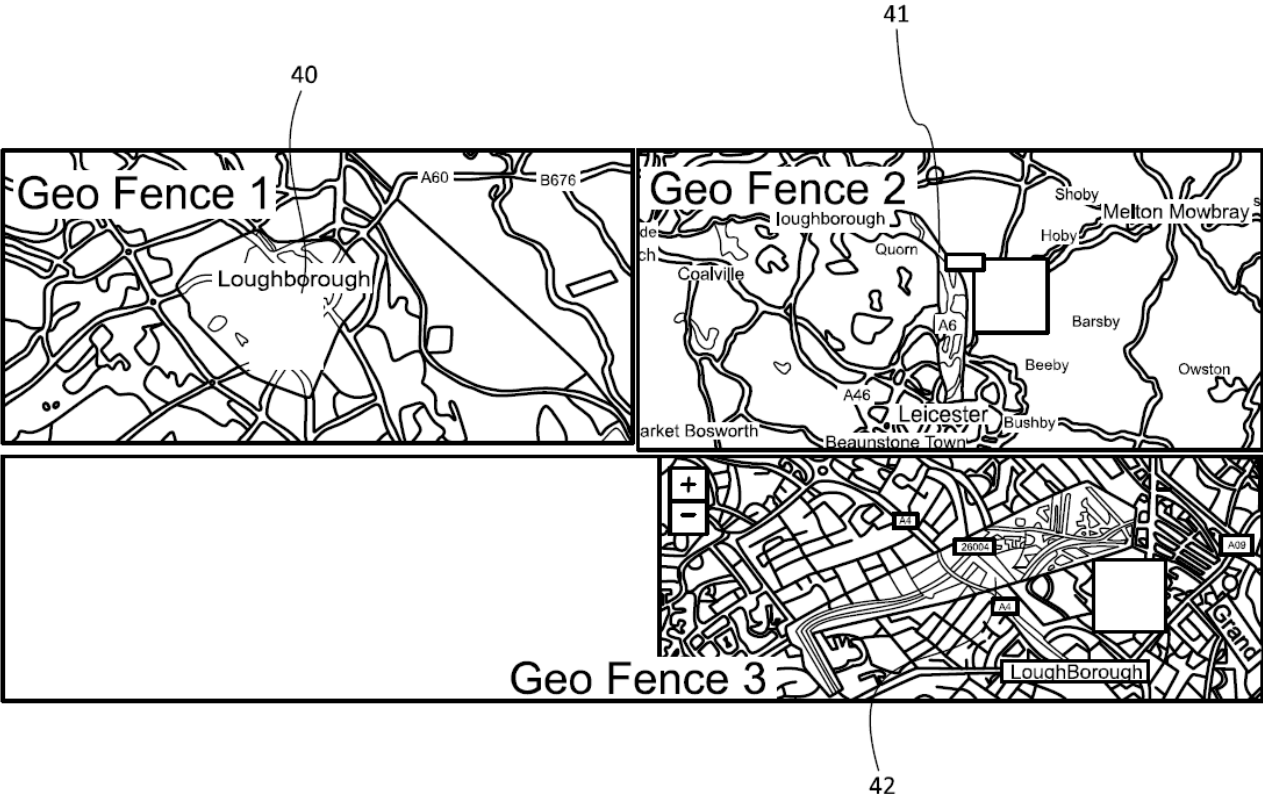 41
40
Geo Fence 1
A60
B676
Loughborough
Geo Fence 2
Shoby
Melton Mowbray
s
loughborough
de
Hoby
Quorn
ch
Coalville
A6
Barsby
Beeby
Owston
A46
Leicester
Bushby
arket Bosworth
Beaunstone Town
+
-
A4
26004
A09
A4
Grand
LoughBorough
Geo Fence 3
42